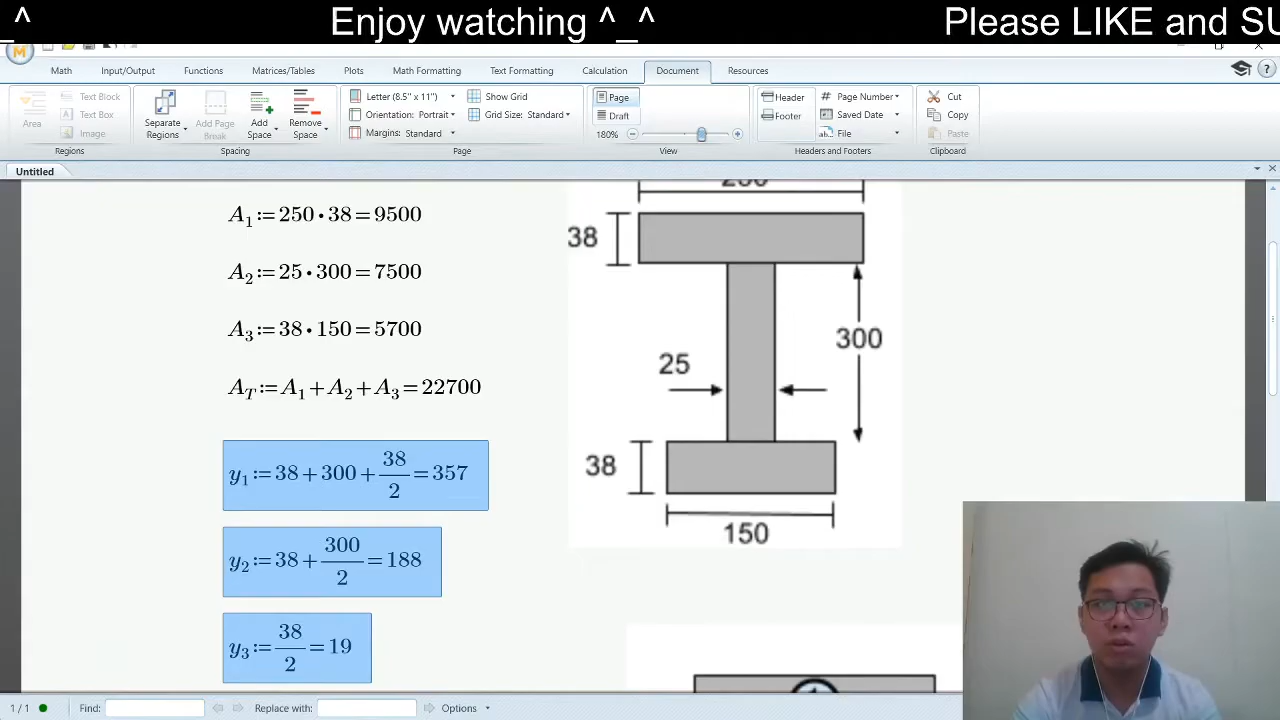 _^ Enjoy watching ^_^ Please LIKE and SU
Math Input/Output Functions Matrices/Tables Plots Math Formatting Text Formatting Calculation Document Resources
Area
Text Block
Text Box
Image
Regions
Separate Regions
Add Page Break
Add Space
Remove Space
Spacing
Letter (8.5" x 11")
Orientation: Portrait
Margins: Standard
Show Grid
Grid Size: Standard
Page
Page
Draft
180%
View
Header
Footer
Page Number
Saved Date
File
Headers and Footers
Cut
Copy
Paste
Clipboard
Untitled
A1:=250·38=9500
A2:=25·300=7500
A3:=38·150=5700
AT:=A1+A2+A3=22700
y1:=38+300+38/2=357
y2:=38+300/2=188
y3:=38/2=19
38
300
25
38
150
1 / 1 Find: Replace with: Options